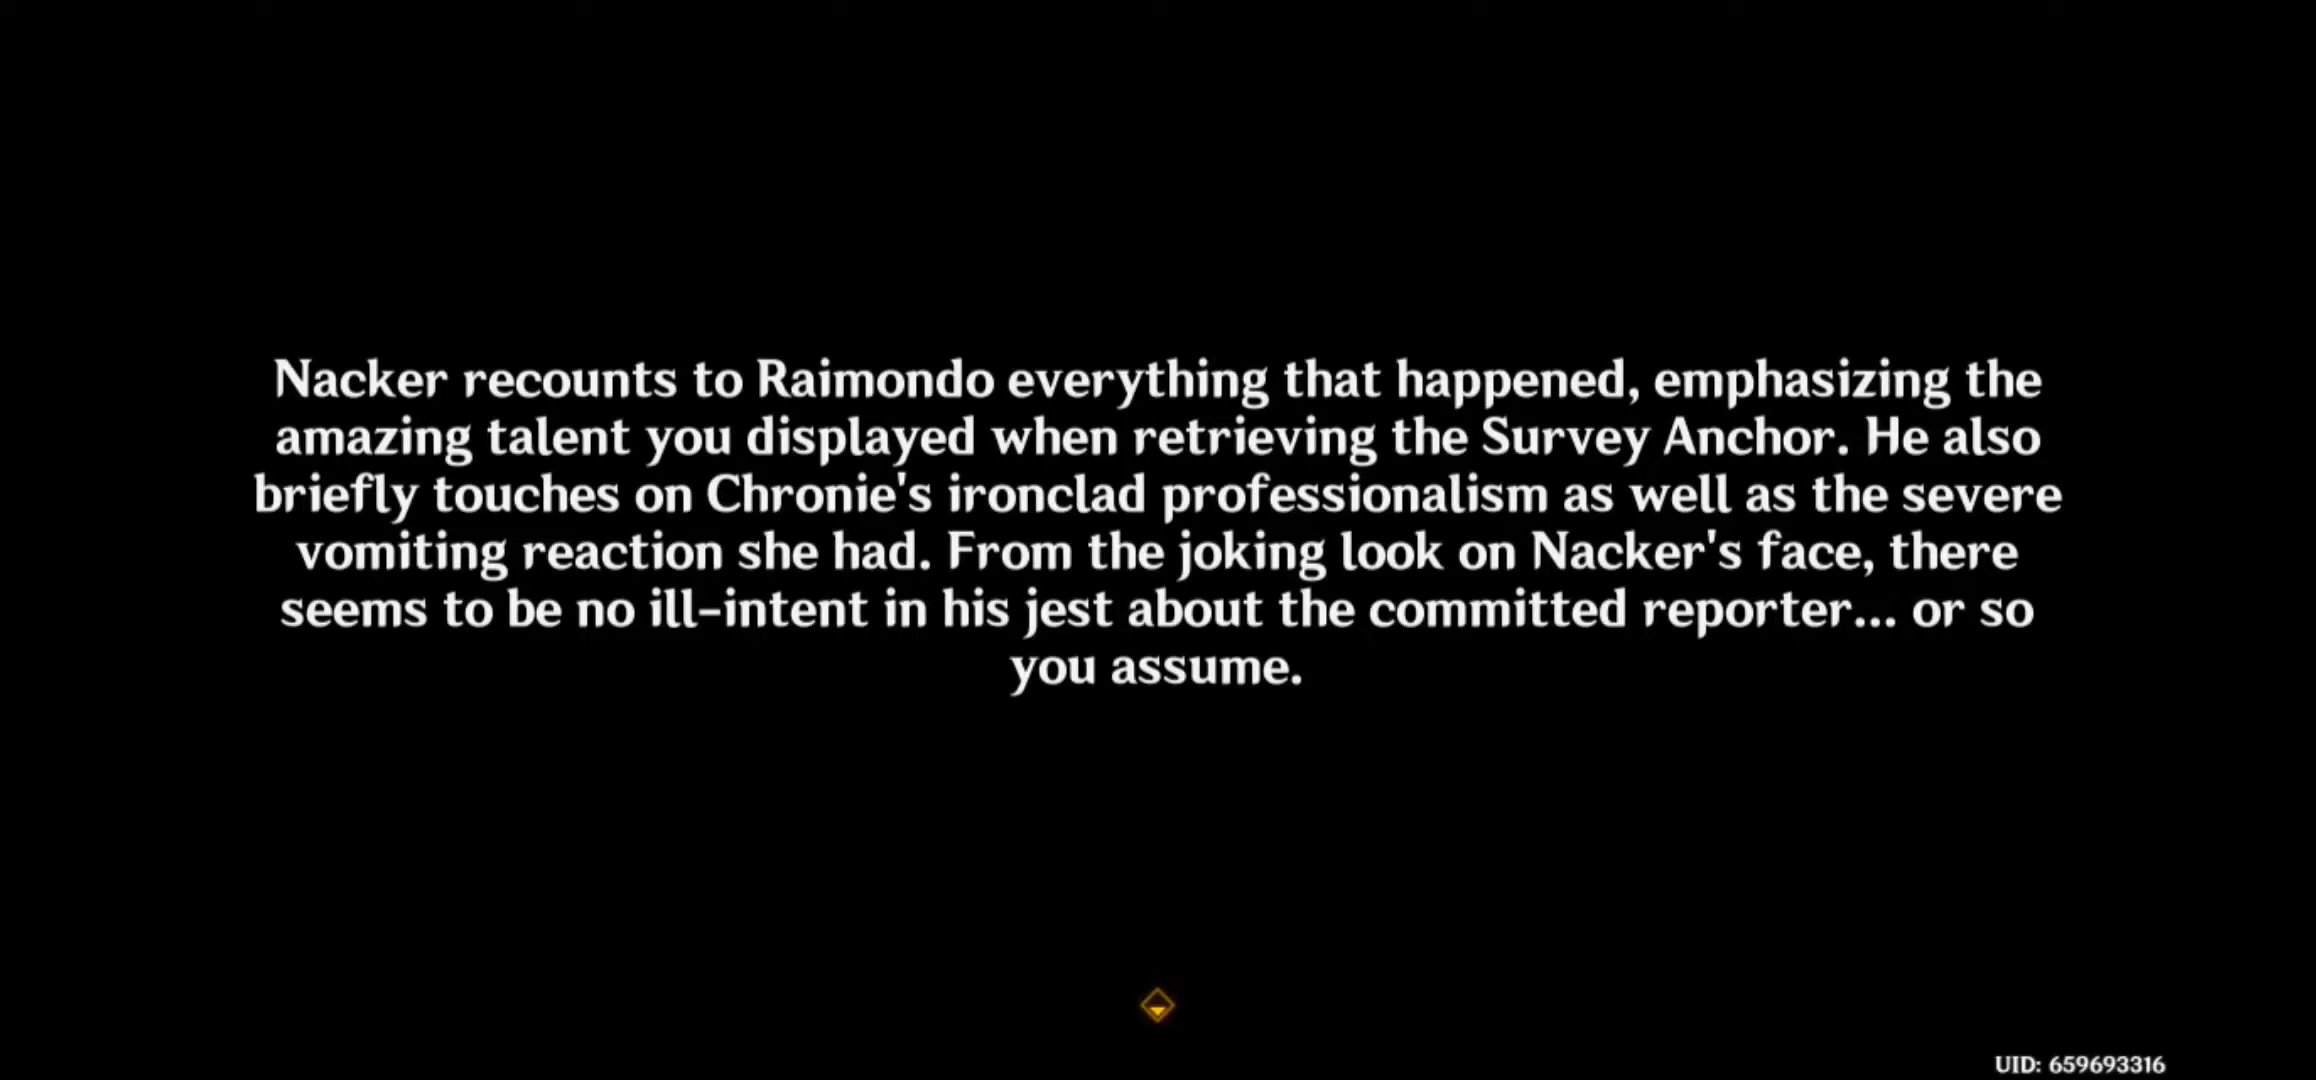 Nacker recounts to Raimondo everything that happened, emphasizing the
amazing talent you displayed when retrieving the Survey Anchor. He also
briefly touches on Chronie's ironclad professionalism as well as the severe
vomiting reaction she had. From the joking look on Nacker's face, there
seems to be no ill-intent in his jest about the committed reporter... or so
you assume.
UID: 659693316